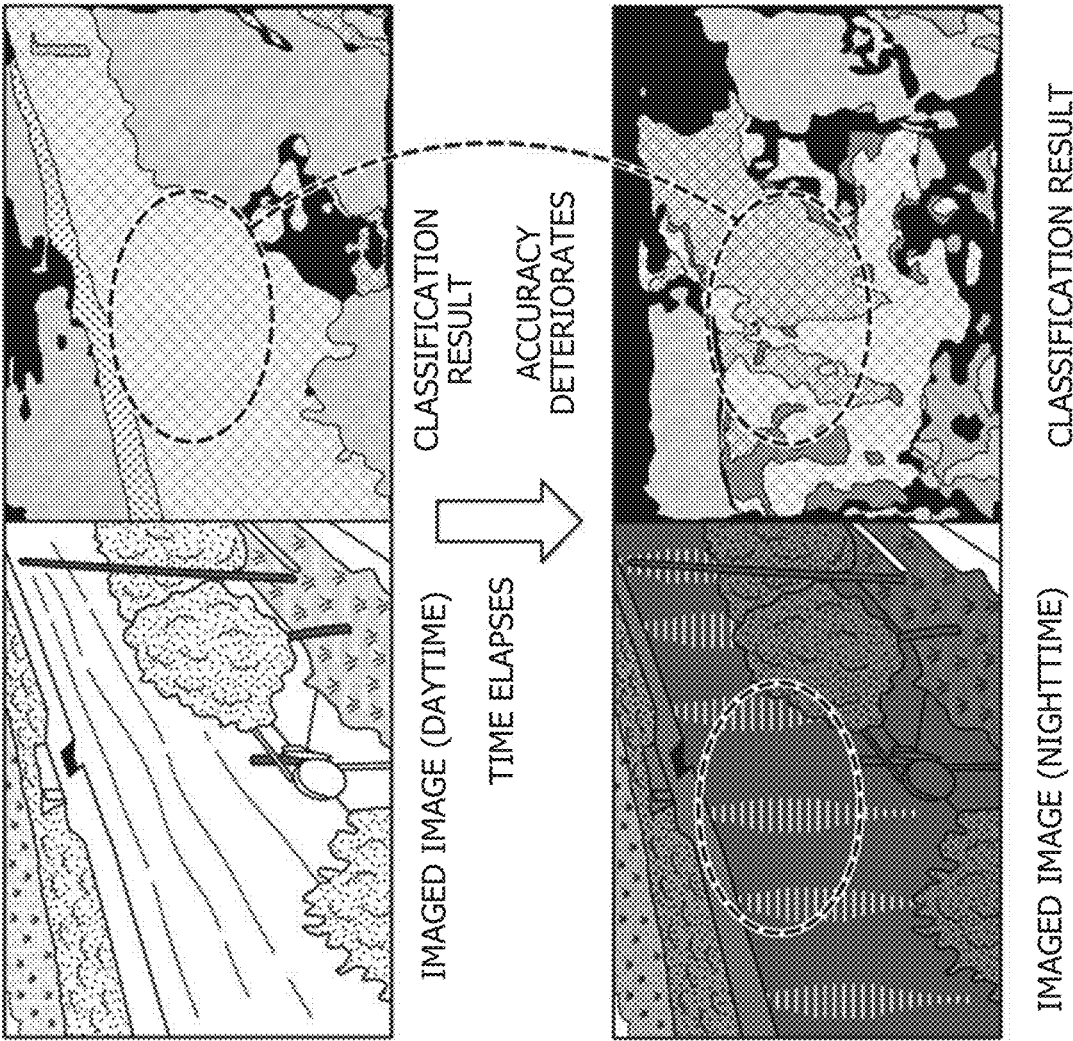 IMAGED IMAGE (DAYTIME)
CLASSIFICATION
RESULT
TIME ELAPSES
ACCURACY
DETERIORATES
IMAGED IMAGE (NIGHTTIME)
CLASSIFICATION RESULT